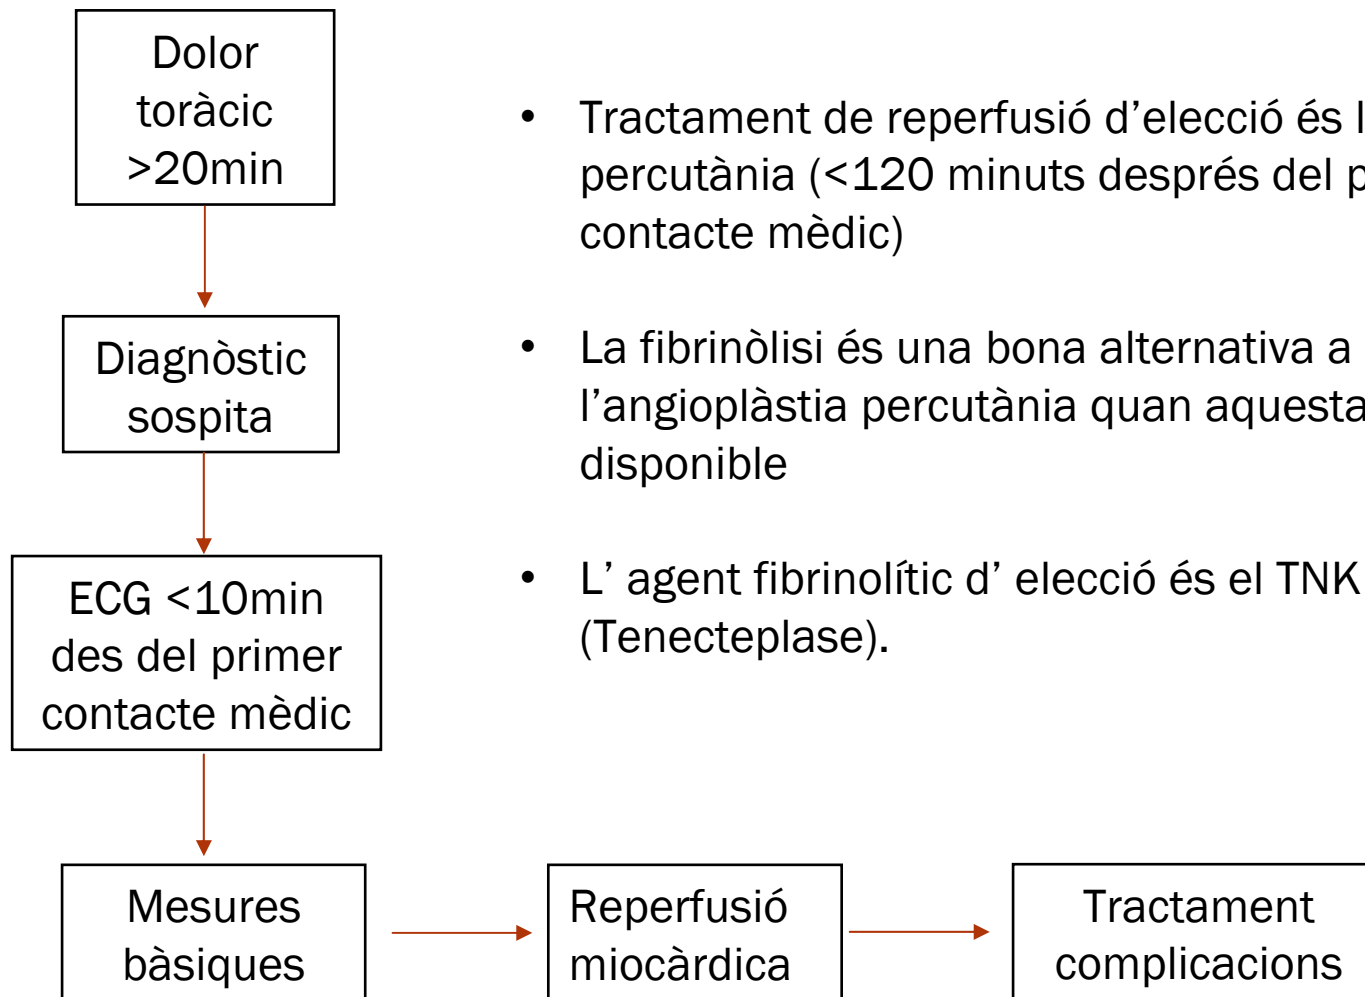 Dolor
toràcic
>20min
Diagnòstic
sospita
ECG <10min
des del primer
contacte mèdic
Mesures
bàsiques
Reperfusió
miocàrdica
Tractament
complicacions
• Tractament de reperfusió d’elecció és
percutània (<120 minuts després del
contacte mèdic)
• La fibrinòlisi és una bona alternativa a
l’angioplàstia percutània quan aquesta
disponible
• L’ agent fibrinolític d’ elecció és el TNK
(Tenecteplase).